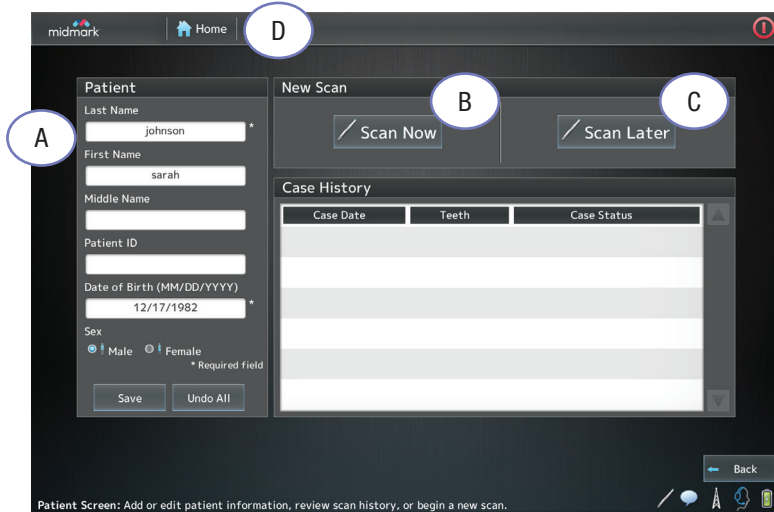 midmark
Home
D
Patient
New Scan
A
B
C
Last Name
johnson *
Scan Now
Scan Later
First Name
sarah
Middle Name
Case History
Case Date Teeth Case Status
Patient ID
Date of Birth (MM/DD/YYYY)
12/17/1982 *
Sex
Male Female
* Required field
Save Undo All
Back
Patient Screen: Add or edit patient information, review scan history, or begin a new scan.